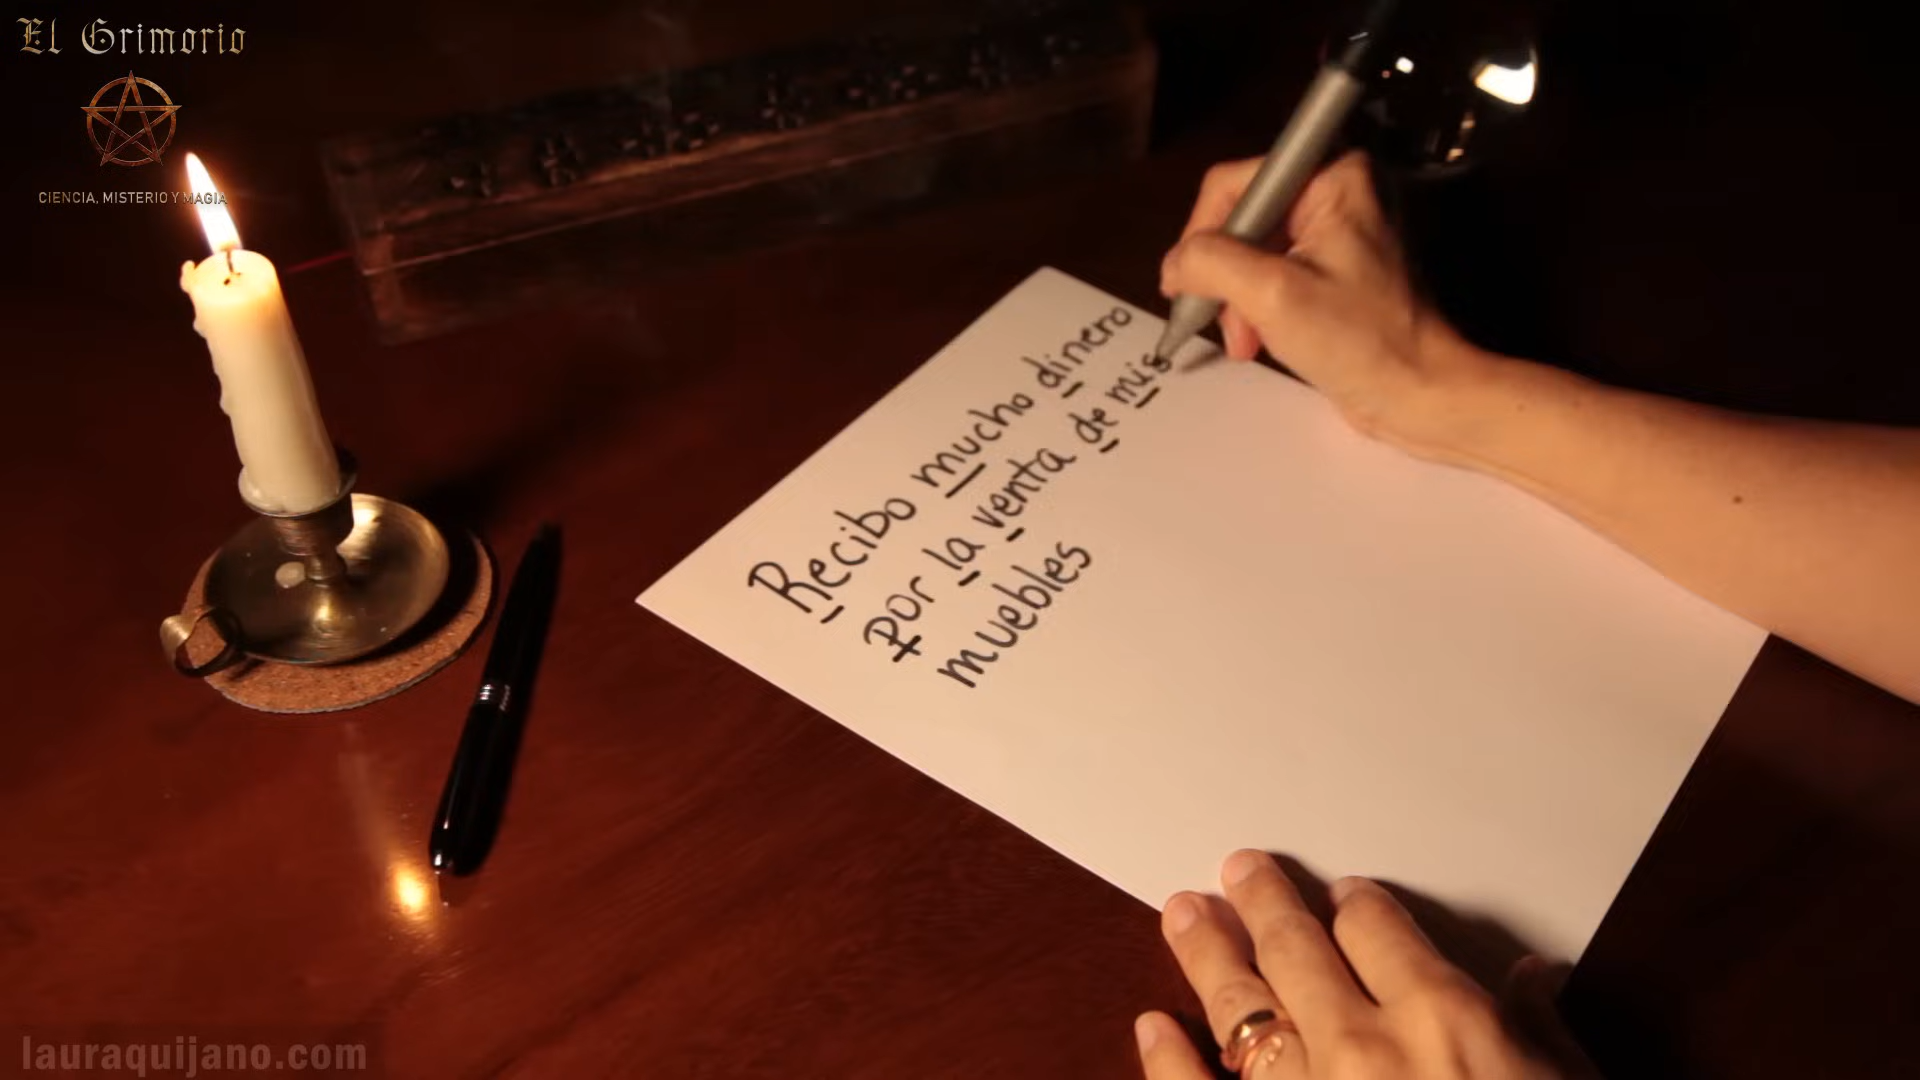 El Grimorio
CIENCIA, MISTERIO Y MAGIA
Recibo mucho dinero
por la venta de mis
muebles
lauraquijano.com